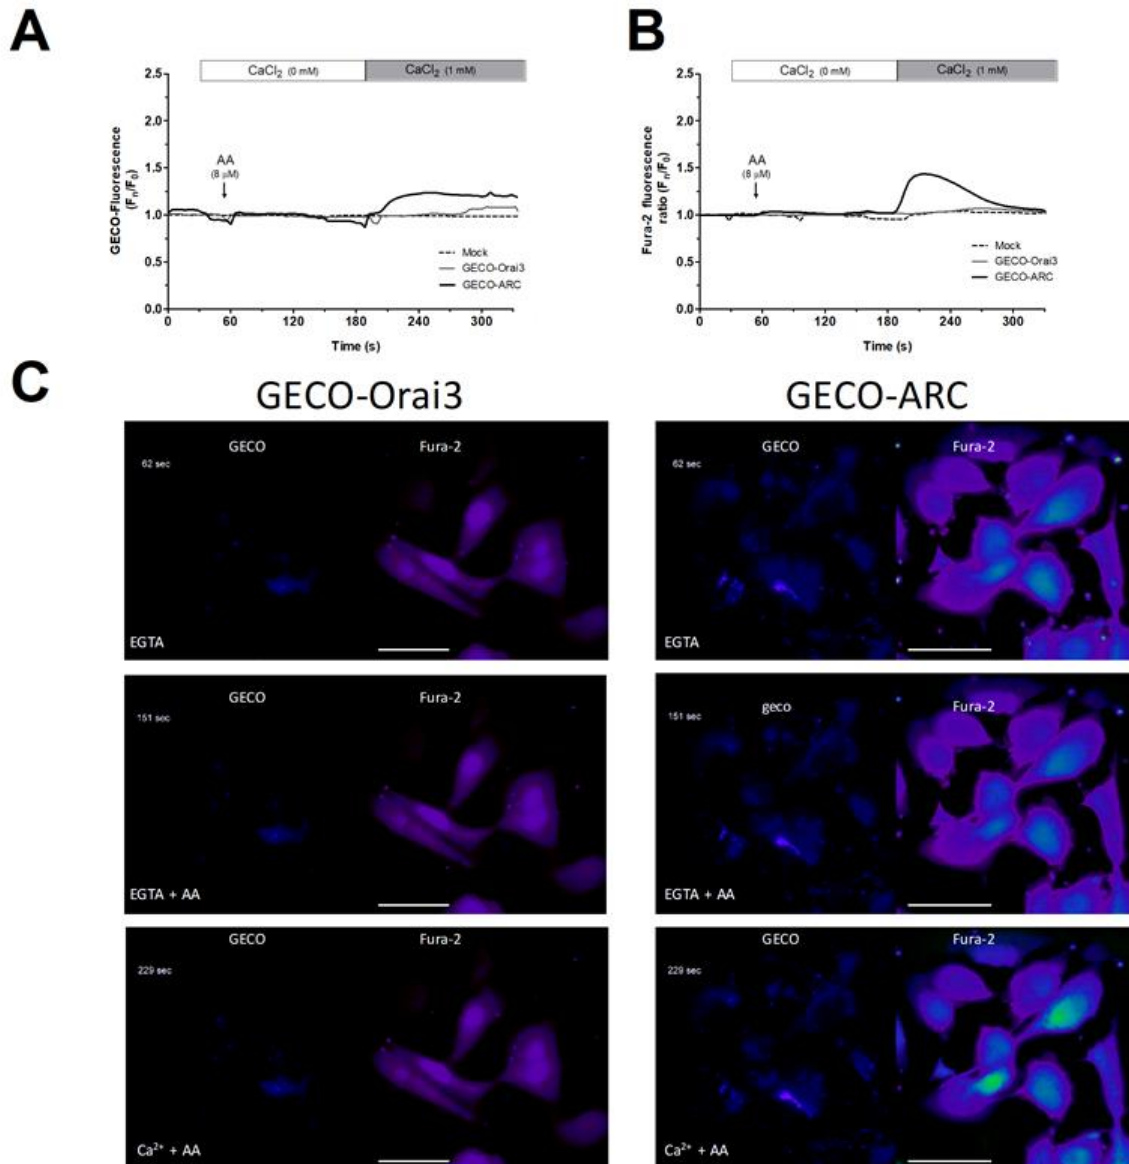 A
B
CaCl₂ (0 mM)
CaCl₂ (1 mM)
CaCl₂ (0 mM)
CaCl₂ (1 mM)
2.5
2.0
1.5
1.0
0.5
0.0
GECO-Fluorescence
(Fn/F0)
AA
(8 µM)
Mock
GECO-Orai3
GECO-ARC
0
60
120
180
240
300
Time (s)
2.5
2.0
1.5
1.0
0.5
0.0
Fura-2 fluorescence
ratio (Fn/F0)
AA
(8 µM)
Mock
GECO-Orai3
GECO-ARC
0
60
120
180
240
300
Time (s)
C
GECO-Orai3
GECO-ARC
GECO
Fura-2
62 sec
EGTA
GECO
Fura-2
62 sec
EGTA
GECO
Fura-2
151 sec
EGTA + AA
geco
Fura-2
151 sec
EGTA + AA
GECO
Fura-2
229 sec
Ca²⁺ + AA
GECO
Fura-2
229 sec
Ca²⁺ + AA